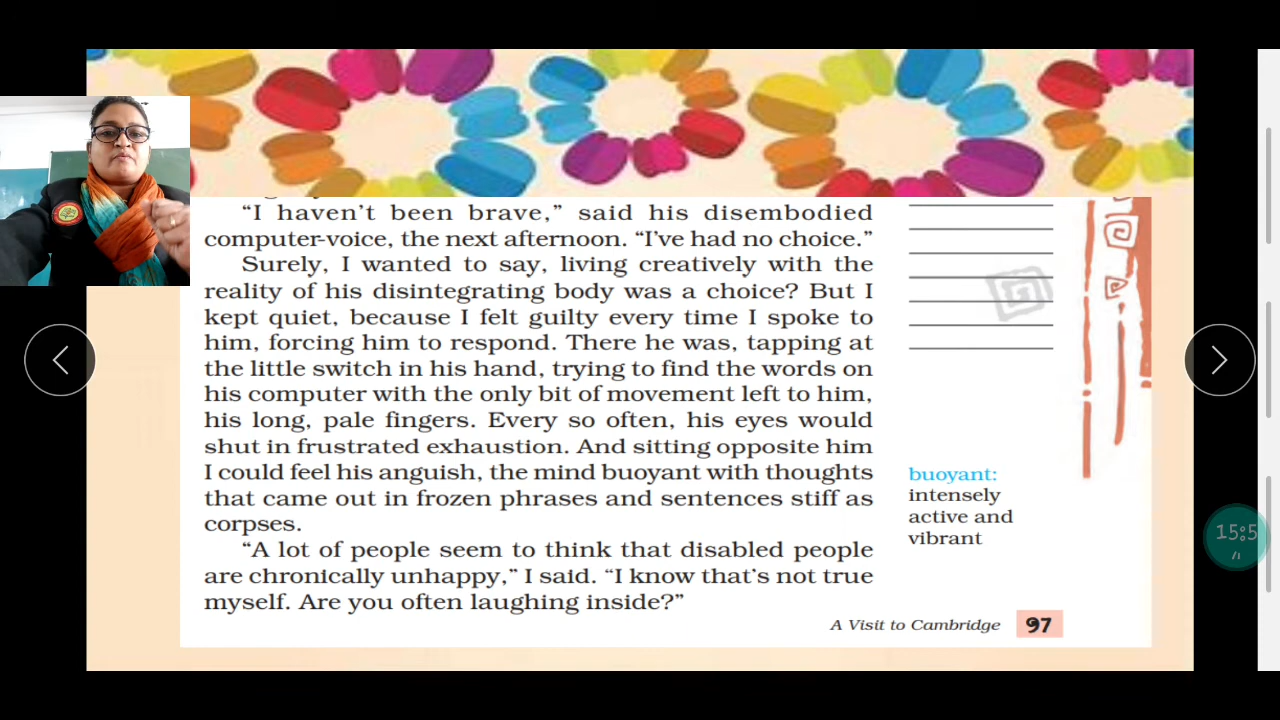 “I haven’t been brave,” said his disembodied
computer-voice, the next afternoon. “I’ve had no choice.”
Surely, I wanted to say, living creatively with the
reality of his disintegrating body was a choice? But I
kept quiet, because I felt guilty every time I spoke to
him, forcing him to respond. There he was, tapping at
the little switch in his hand, trying to find the words on
his computer with the only bit of movement left to him,
his long, pale fingers. Every so often, his eyes would
shut in frustrated exhaustion. And sitting opposite him
I could feel his anguish, the mind buoyant with thoughts
that came out in frozen phrases and sentences stiff as
corpses.
“A lot of people seem to think that disabled people
are chronically unhappy,” I said. “I know that’s not true
myself. Are you often laughing inside?”
buoyant:
intensely
active and
vibrant
A Visit to Cambridge 97
15:5